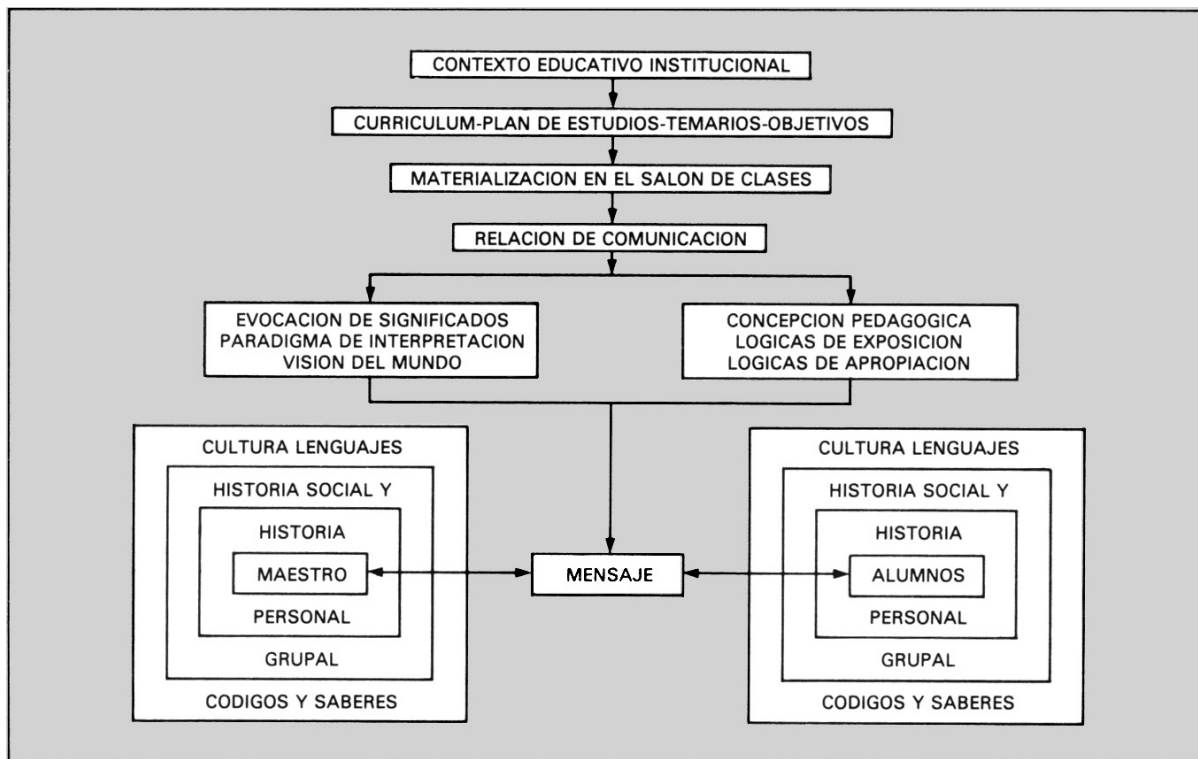 CONTEXTO EDUCATIVO INSTITUCIONAL
CURRICULUM-PLAN DE ESTUDIOS-TEMARIOS-OBJETIVOS
MATERIALIZACION EN EL SALON DE CLASES
RELACION DE COMUNICACION
EVOCACION DE SIGNIFICADOS
PARADIGMA DE INTERPRETACION
VISION DEL MUNDO
CONCEPCION PEDAGOGICA
LOGICAS DE EXPOSICION
LOGICAS DE APROPIACION
CULTURA LENGUAJES
HISTORIA SOCIAL Y
HISTORIA
MAESTRO
PERSONAL
GRUPAL
CODIGOS Y SABERES
MENSAJE
CULTURA LENGUAJES
HISTORIA SOCIAL Y
HISTORIA
ALUMNOS
PERSONAL
GRUPAL
CODIGOS Y SABERES